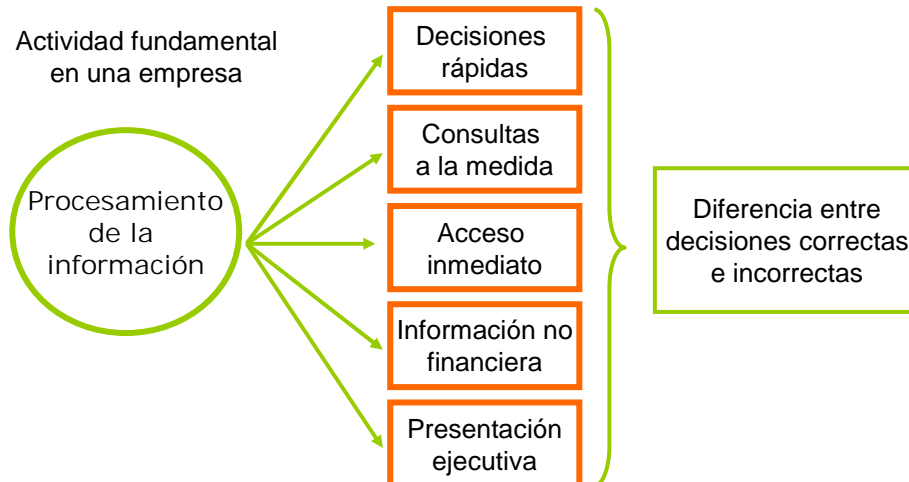 Actividad fundamental
en una empresa
Procesamiento
de la
información
Decisiones
rápidas
Consultas
a la medida
Acceso
inmediato
Información no
financiera
Presentación
ejecutiva
Diferencia entre
decisiones correctas
e incorrectas